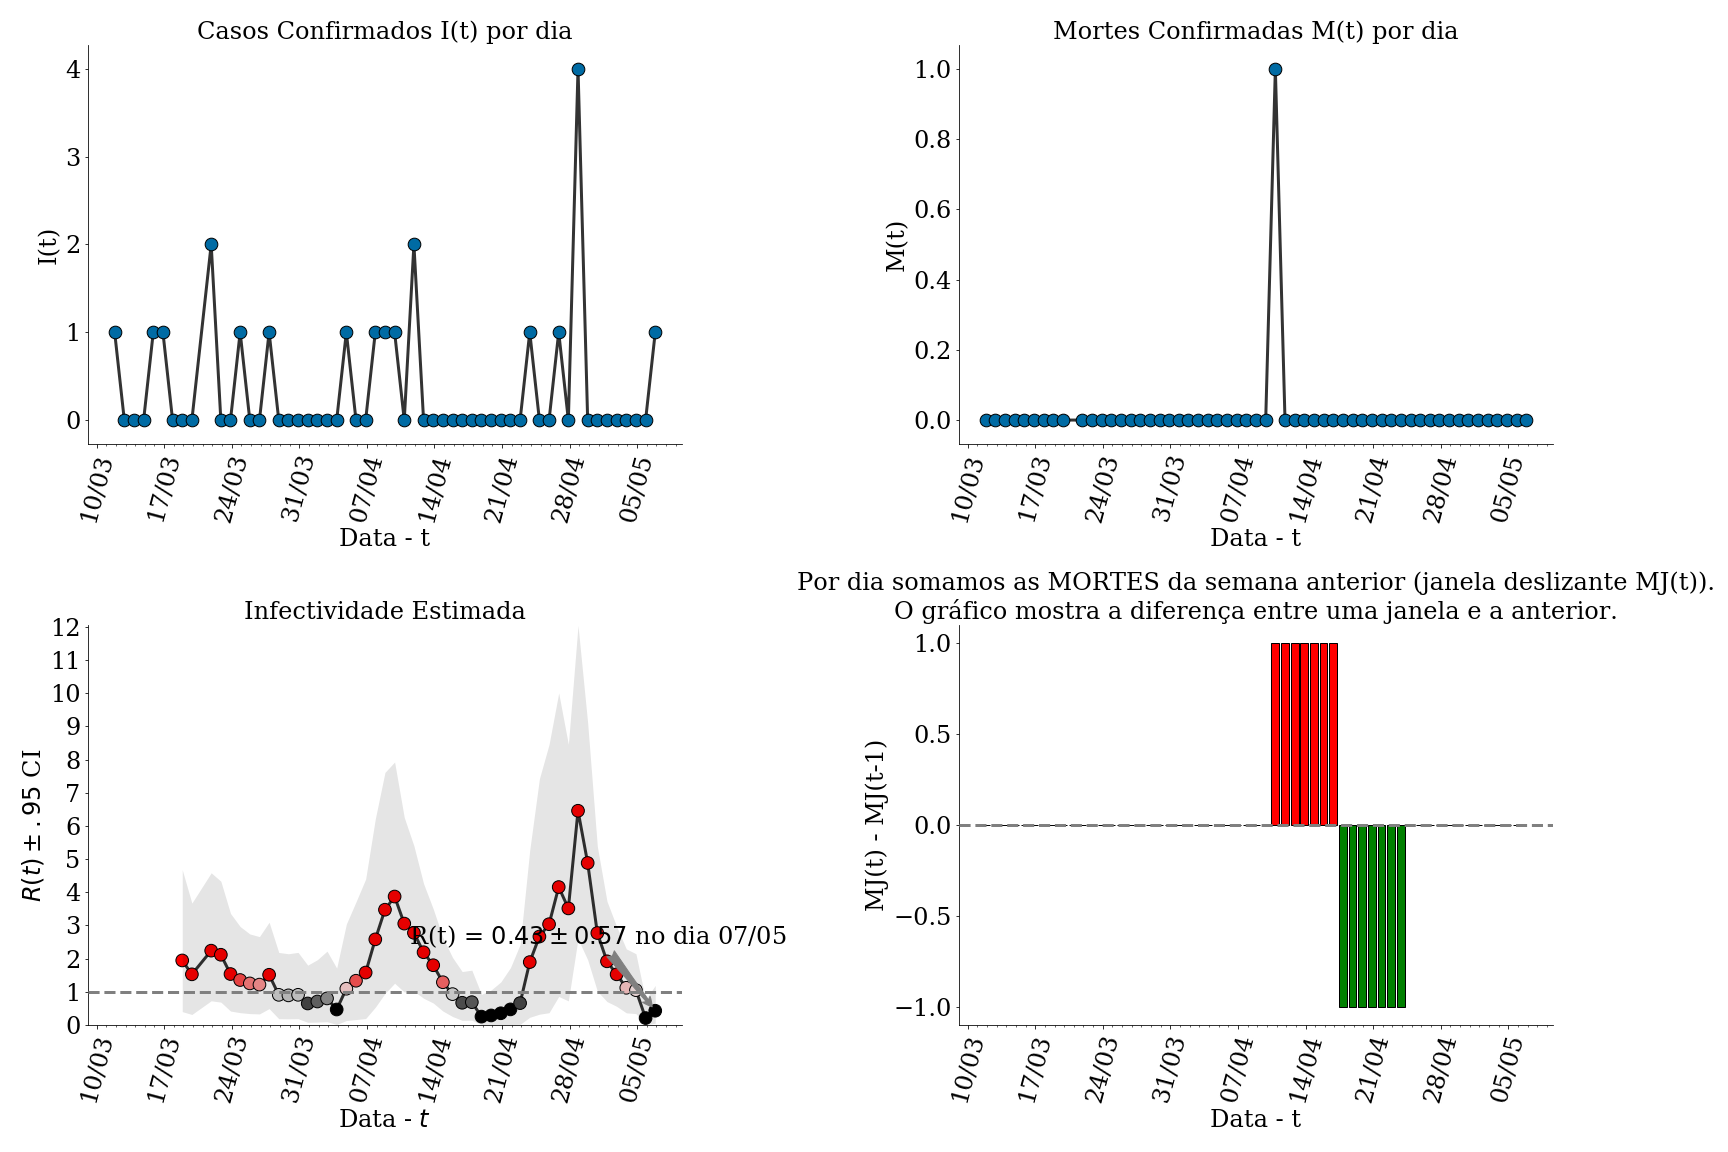 Casos Confirmados I(t) por dia
4
3
2
1
0
I(t)
10/03 17/03 24/03 31/03 07/04 14/04 21/04 28/04 05/05
Data - t
Mortes Confirmadas M(t) por dia
1.0
0.8
0.6
0.4
0.2
0.0
M(t)
10/03 17/03 24/03 31/03 07/04 14/04 21/04 28/04 05/05
Data - t
Infectividade Estimada
12
11
10
9
8
7
6
5
4
3
2
1
0
R(t) ± .95 CI
R(t) = 0.43 ± 0.57 no dia 07/05
10/03 17/03 24/03 31/03 07/04 14/04 21/04 28/04 05/05
Data - t
Por dia somamos as MORTES da semana anterior (janela deslizante MJ(t)).
O gráfico mostra a diferença entre uma janela e a anterior.
1.0
0.5
0.0
−0.5
−1.0
MJ(t) - MJ(t-1)
10/03 17/03 24/03 31/03 07/04 14/04 21/04 28/04 05/05
Data - t